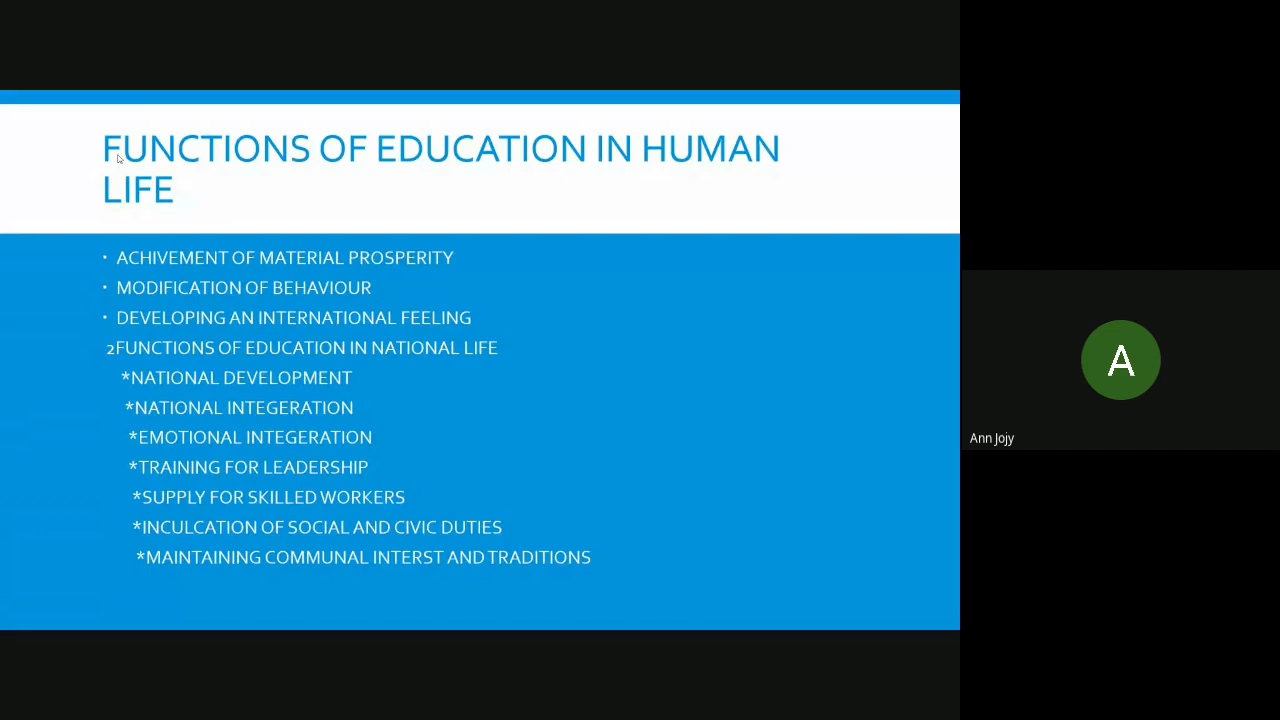 FUNCTIONS OF EDUCATION IN HUMAN
LIFE
• ACHIVEMENT OF MATERIAL PROSPERITY
• MODIFICATION OF BEHAVIOUR
• DEVELOPING AN INTERNATIONAL FEELING
2FUNCTIONS OF EDUCATION IN NATIONAL LIFE
*NATIONAL DEVELOPMENT
*NATIONAL INTEGERATION
*EMOTIONAL INTEGERATION
*TRAINING FOR LEADERSHIP
*SUPPLY FOR SKILLED WORKERS
*INCULCATION OF SOCIAL AND CIVIC DUTIES
*MAINTAINING COMMUNAL INTERST AND TRADITIONS
A
Ann Jojy